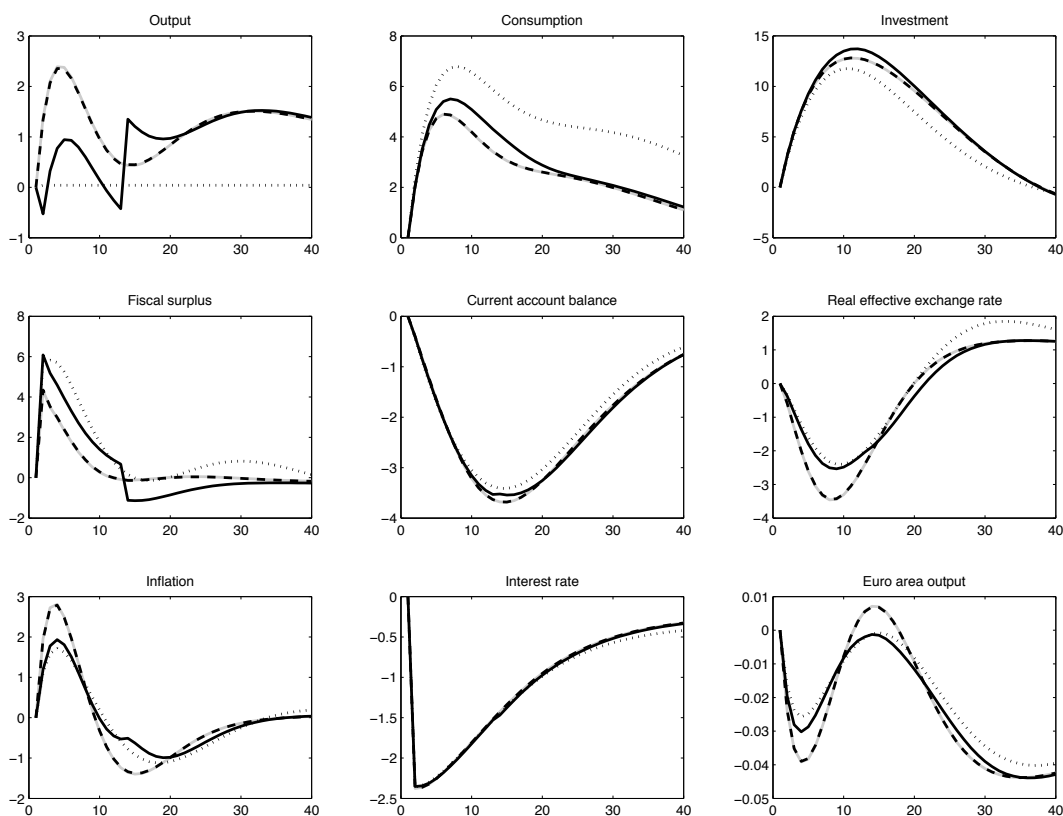 Output
3
2
1
0
−1
0 10 20 30 40
Consumption
8
6
4
2
0
0 10 20 30 40
Investment
15
10
5
0
−5
0 10 20 30 40
Fiscal surplus
8
6
4
2
0
−2
0 10 20 30 40
Current account balance
0
−1
−2
−3
−4
0 10 20 30 40
Real effective exchange rate
2
1
0
−1
−2
−3
−4
0 10 20 30 40
Inflation
3
2
1
0
−1
−2
0 10 20 30 40
Interest rate
0
−0.5
−1
−1.5
−2
−2.5
0 10 20 30 40
Euro area output
0.01
0
−0.01
−0.02
−0.03
−0.04
−0.05
0 10 20 30 40